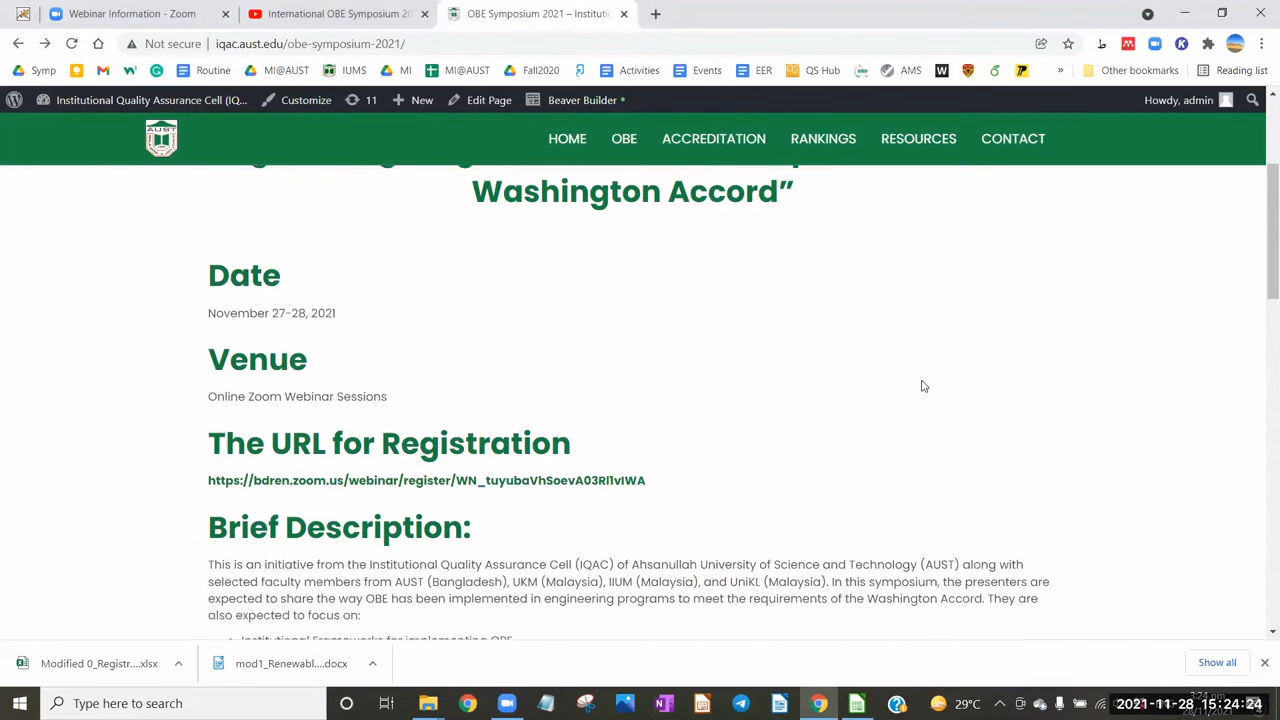 Webinar Information - Zoom
International OBE Symposium 20
OBE Symposium 2021 – Instituti
Not secure | iqac.aust.edu/obe-symposium-2021/
Symp
Routine
MI@AUST
IUMS
MI
MI@AUST
Fall2020
Activities
Events
EER
QS Hub
AMS
»
Other bookmarks
Reading list
Institutional Quality Assurance Cell (IQ...
Customize
11
New
Edit Page
Beaver Builder
Howdy, admin
AUST
HOME
OBE
ACCREDITATION
RANKINGS
RESOURCES
CONTACT
Washington Accord”
Date
November 27-28, 2021
Venue
Online Zoom Webinar Sessions
The URL for Registration
https://bdren.zoom.us/webinar/register/WN_tuyubaVhSoevA03Rl1vIWA
Brief Description:
This is an initiative from the Institutional Quality Assurance Cell (IQAC) of Ahsanullah University of Science and Technology (AUST) along with
selected faculty members from AUST (Bangladesh), UKM (Malaysia), IIUM (Malaysia), and UniKL (Malaysia). In this symposium, the presenters are
expected to share the way OBE has been implemented in engineering programs to meet the requirements of the Washington Accord. They are
also expected to focus on:
Institutional Frameworks for implementing OBE
Modified 0_Registr....xlsx
mod1_Renewabl....docx
Show all
Type here to search
29°C
2021-11-28 15:24:24